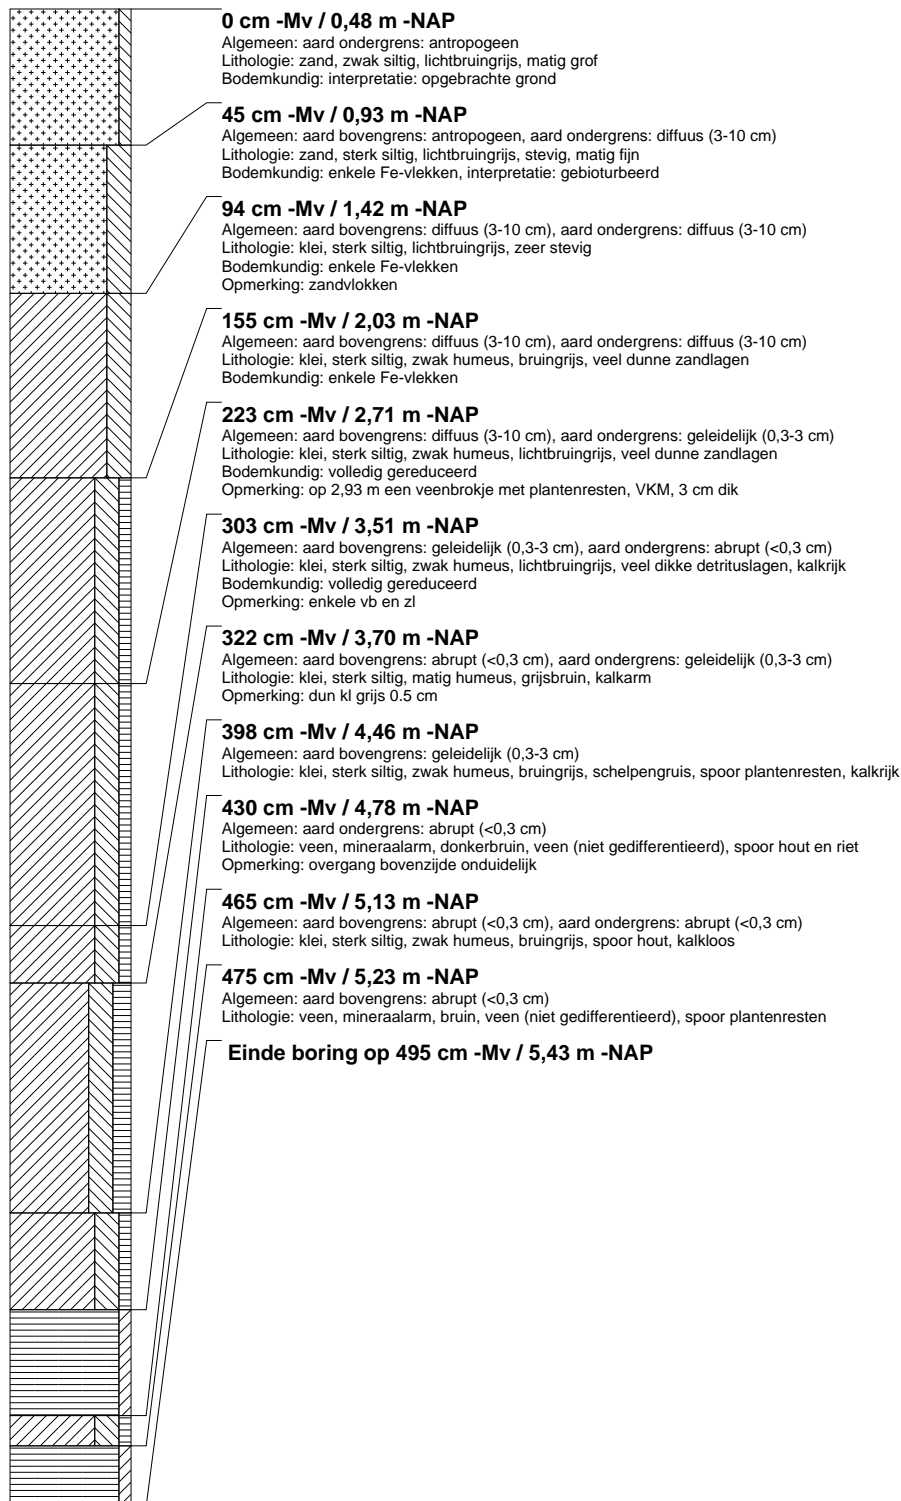 0 cm -Mv / 0,48 m -NAP
Algemeen: aard ondergrens: antropogeen
Lithologie: zand, zwak siltig, lichtbruingrijs, matig grof
Bodemkundig: interpretatie: opgebrachte grond
45 cm -Mv / 0,93 m -NAP
Algemeen: aard bovengrens: antropogeen, aard ondergrens: diffuus (3-10 cm)
Lithologie: zand, sterk siltig, lichtbruingrijs, stevig, matig fijn
Bodemkundig: enkele Fe-vlekken, interpretatie: gebioturbeerd
94 cm -Mv / 1,42 m -NAP
Algemeen: aard bovengrens: diffuus (3-10 cm), aard ondergrens: diffuus (3-10 cm)
Lithologie: klei, sterk siltig, lichtbruingrijs, zeer stevig
Bodemkundig: enkele Fe-vlekken
Opmerking: zandvlokken
155 cm -Mv / 2,03 m -NAP
Algemeen: aard bovengrens: diffuus (3-10 cm), aard ondergrens: diffuus (3-10 cm)
Lithologie: klei, sterk siltig, zwak humeus, bruingrijs, veel dunne zandlagen
Bodemkundig: enkele Fe-vlekken
223 cm -Mv / 2,71 m -NAP
Algemeen: aard bovengrens: diffuus (3-10 cm), aard ondergrens: geleidelijk (0,3-3 cm)
Lithologie: klei, sterk siltig, zwak humeus, lichtbruingrijs, veel dunne zandlagen
Bodemkundig: volledig gereduceerd
Opmerking: op 2,93 m een veenbrokje met plantenresten, VKM, 3 cm dik
303 cm -Mv / 3,51 m -NAP
Algemeen: aard bovengrens: geleidelijk (0,3-3 cm), aard ondergrens: abrupt (<0,3 cm)
Lithologie: klei, sterk siltig, zwak humeus, lichtbruingrijs, veel dikke detrituslagen, kalkrijk
Bodemkundig: volledig gereduceerd
Opmerking: enkele vb en zl
322 cm -Mv / 3,70 m -NAP
Algemeen: aard bovengrens: abrupt (<0,3 cm), aard ondergrens: geleidelijk (0,3-3 cm)
Lithologie: klei, sterk siltig, matig humeus, grijsbruin, kalkarm
Opmerking: dun kl grijs 0.5 cm
398 cm -Mv / 4,46 m -NAP
Algemeen: aard bovengrens: geleidelijk (0,3-3 cm)
Lithologie: klei, sterk siltig, zwak humeus, bruingrijs, schelpengruis, spoor plantenresten, kalkrijk
430 cm -Mv / 4,78 m -NAP
Algemeen: aard ondergrens: abrupt (<0,3 cm)
Lithologie: veen, mineraalarm, donkerbruin, veen (niet gedifferentieerd), spoor hout en riet
Opmerking: overgang bovenzijde onduidelijk
465 cm -Mv / 5,13 m -NAP
Algemeen: aard bovengrens: abrupt (<0,3 cm), aard ondergrens: abrupt (<0,3 cm)
Lithologie: klei, sterk siltig, zwak humeus, bruingrijs, spoor hout, kalkloos
475 cm -Mv / 5,23 m -NAP
Algemeen: aard bovengrens: abrupt (<0,3 cm)
Lithologie: veen, mineraalarm, bruin, veen (niet gedifferentieerd), spoor plantenresten
Einde boring op 495 cm -Mv / 5,43 m -NAP